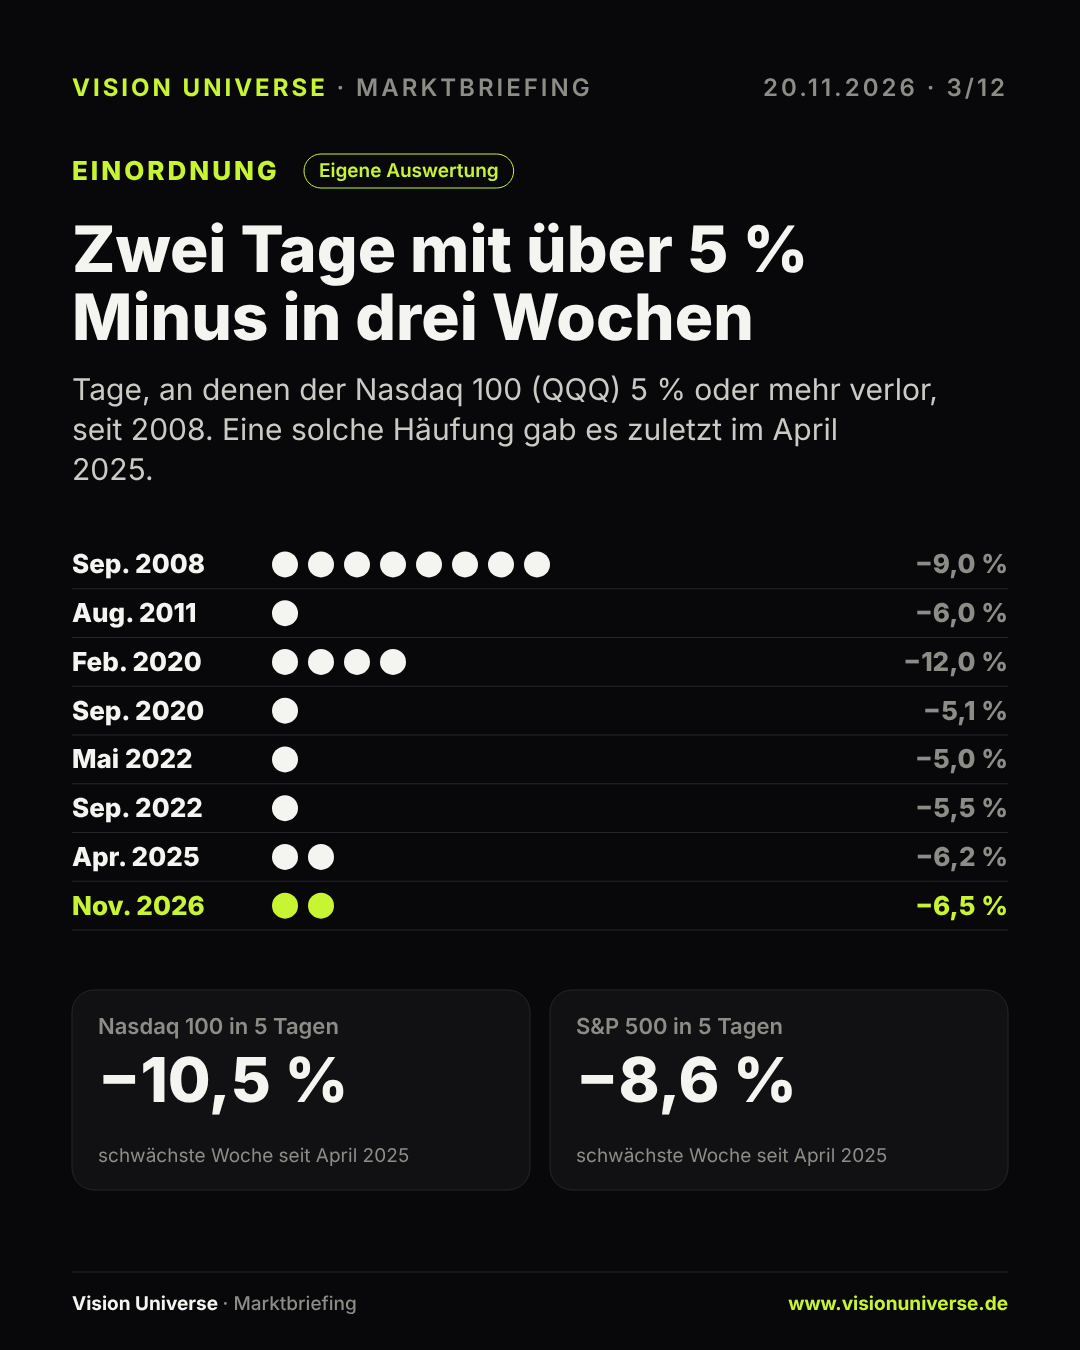 VISION UNIVERSE · MARKTBRIEFING
20.11.2026 · 3/12
EINORDNUNG
Eigene Auswertung
Zwei Tage mit über 5 %
Minus in drei Wochen
Tage, an denen der Nasdaq 100 (QQQ) 5 % oder mehr verlor,
seit 2008. Eine solche Häufung gab es zuletzt im April
2025.
Sep. 2008 −9,0 %
Aug. 2011 −6,0 %
Feb. 2020 −12,0 %
Sep. 2020 −5,1 %
Mai 2022 −5,0 %
Sep. 2022 −5,5 %
Apr. 2025 −6,2 %
Nov. 2026 −6,5 %
Nasdaq 100 in 5 Tagen
−10,5 %
schwächste Woche seit April 2025
S&P 500 in 5 Tagen
−8,6 %
schwächste Woche seit April 2025
Vision Universe · Marktbriefing
www.visionuniverse.de